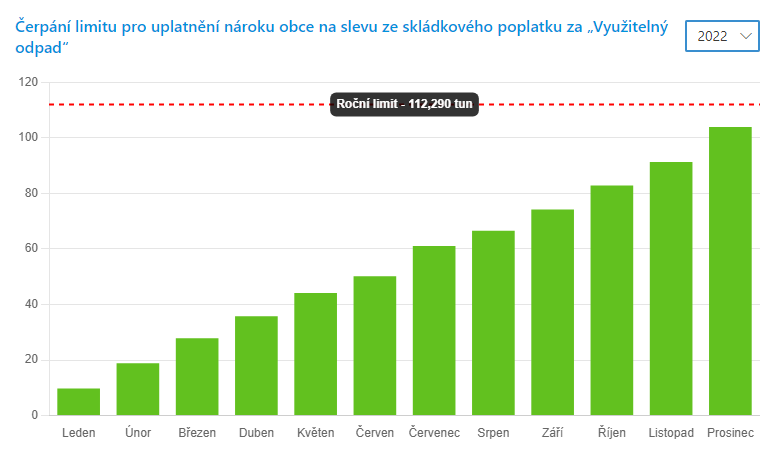 Čerpání limitu pro uplatnění nároku obce na slevu ze skládkového poplatku za „Využitelný
odpad“
2022
120
Roční limit - 112,290 tun
100
80
60
40
20
0
Leden Únor Březen Duben Květen Červen Červenec Srpen Září Říjen Listopad Prosinec